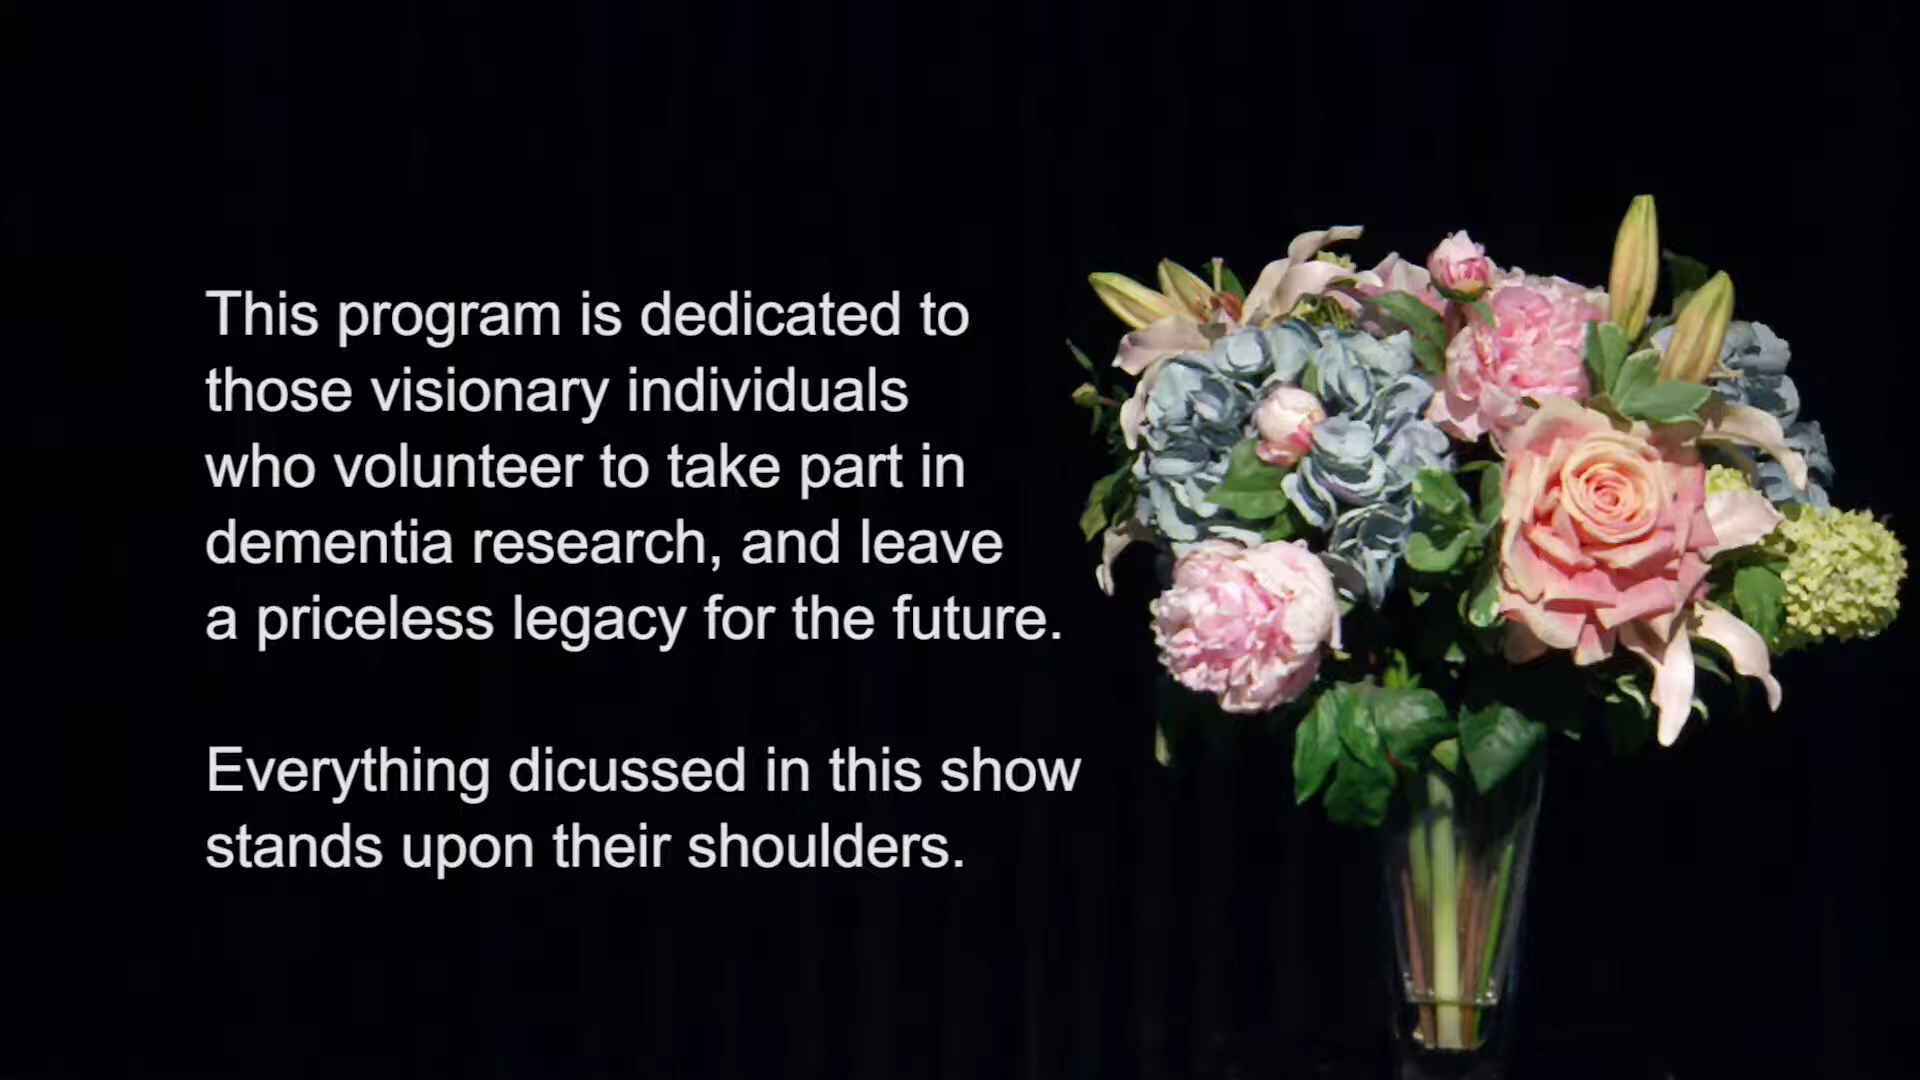 This program is dedicated to
those visionary individuals
who volunteer to take part in
dementia research, and leave
a priceless legacy for the future.
Everything dicussed in this show
stands upon their shoulders.